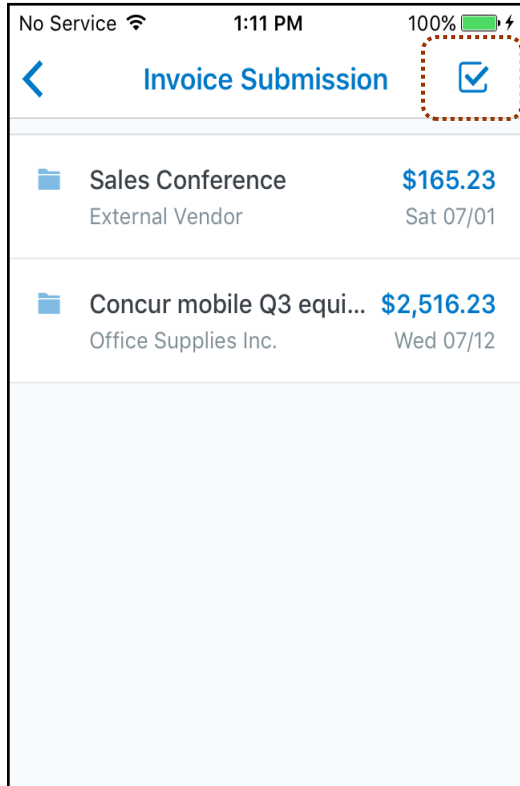 No Service 1:11 PM 100%
Invoice Submission
Sales Conference $165.23
External Vendor Sat 07/01
Concur mobile Q3 equi... $2,516.23
Office Supplies Inc. Wed 07/12